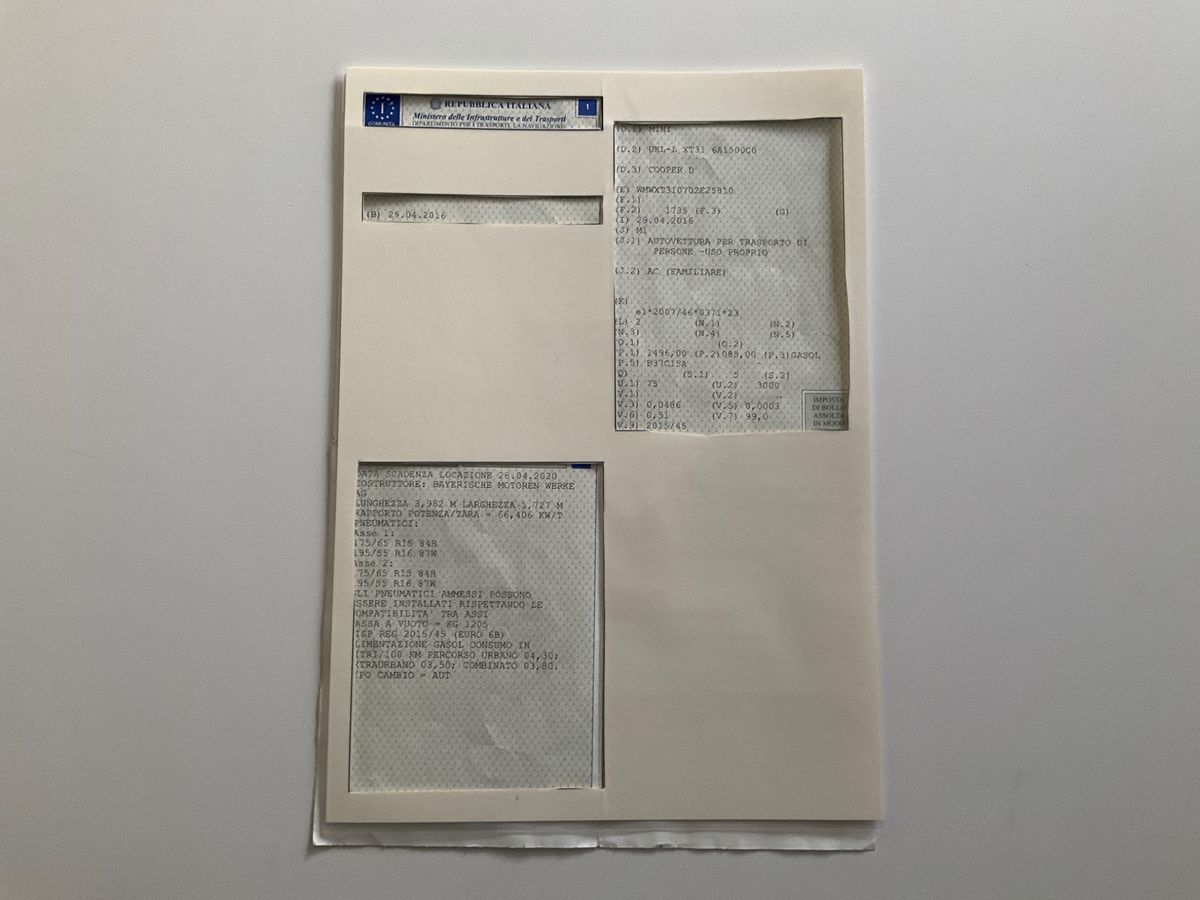 REPUBBLICA ITALIANA
1
I
Ministero delle Infrastrutture e dei Trasporti
COMUNITÀ
DIPARTIMENTO PER I TRASPORTI, LA NAVIGAZIONE
(B) 29.04.2016
(D.1) MINI
(D.2) UKL-L XT31 6A1500C0
(D.3) COOPER D
(E) WMWXT310702E25810
(F.1)
(F.2) 1735 (F.3) (G)
(I) 29.04.2016
(J) M1
(J.1) AUTOVETTURA PER TRASPORTO DI
PERSONE -USO PROPRIO
(J.2) AC (FAMILIARE)
(K)
e1*2007/46*0371*23
(L) 2 (N.1) (N.2)
(N.3) (N.4) (N.5)
(O.1) (O.2)
(P.1) 1496,00 (P.2)085,00 (P.3)GASOL
(P.5) B37C15A
(Q) (S.1) 5 (S.2)
(U.1) 75 (U.2) 3000
(V.1) (V.2) --
(V.3) 0,0486 (V.5) 0,0003
(V.6) 0,51 (V.7) 99,0
(V.9) 2015/45
IMPOSTA
DI BOLLO
ASSOLTA
IN MODO
DATA SCADENZA LOCAZIONE 28.04.2020
COSTRUTTORE: BAYERISCHE MOTOREN WERKE
AG
LUNGHEZZA 3,982 M LARGHEZZA 1,727 M
RAPPORTO POTENZA/TARA = 66,406 KW/T
PNEUMATICI:
Asse 1:
175/65 R15 84H
195/55 R16 87W
Asse 2:
175/65 R15 84H
195/55 R16 87W
GLI PNEUMATICI AMMESSI POSSONO
ESSERE INSTALLATI RISPETTANDO LE
COMPATIBILITA' TRA ASSI
MASSA A VUOTO = KG 1205
DISP REG 2015/45 (EURO 6B)
ALIMENTAZIONE GASOL CONSUMO IN
LITRI/100 KM PERCORSO URBANO 04,30;
EXTRAURBANO 03,50; COMBINATO 03,80.
TIPO CAMBIO = AUT